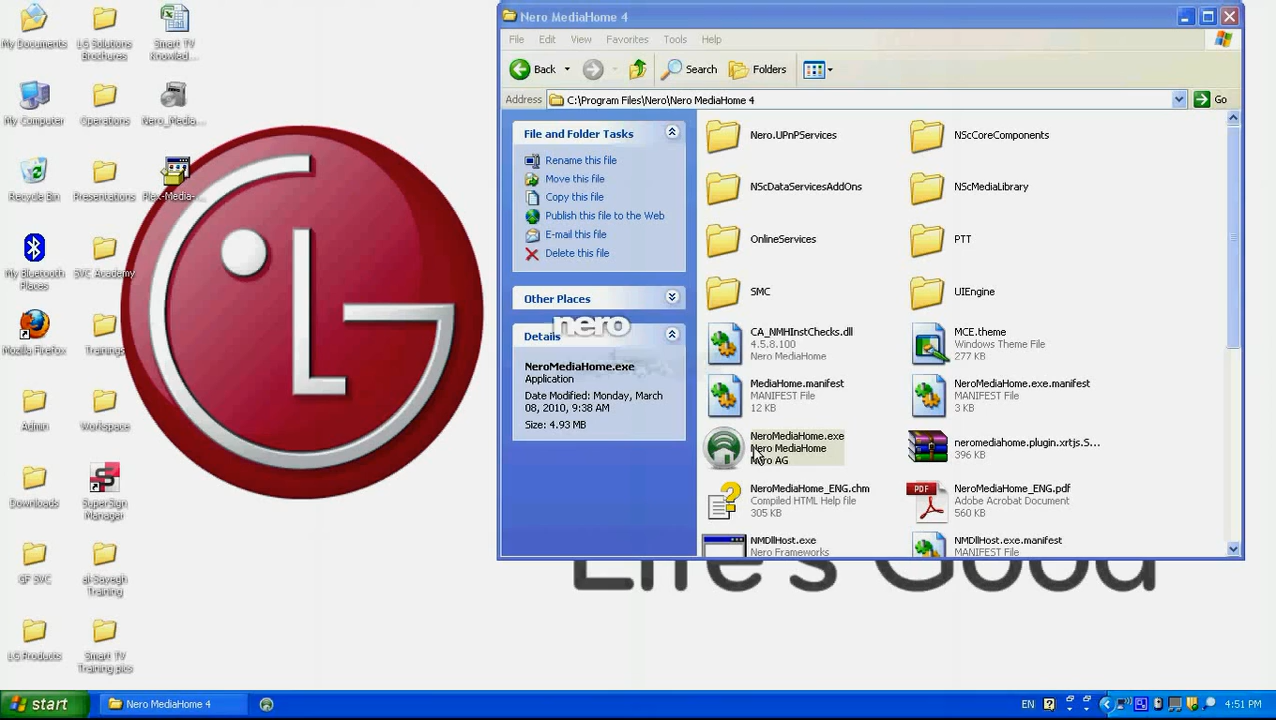 Nero MediaHome 4
File Edit View Favorites Tools Help
Back Search Folders
Address C:\Program Files\Nero\Nero MediaHome 4 Go
File and Folder Tasks
Rename this file
Move this file
Copy this file
Publish this file to the Web
E-mail this file
Delete this file
Other Places
nero
Details
NeroMediaHome.exe
Application
Date Modified: Monday, March
08, 2010, 9:38 AM
Size: 4.93 MB
Nero.UPnPServices
NScCoreComponents
NScDataServicesAddOns
NScMediaLibrary
OnlineServices
PTT
SMC
UIEngine
CA_NMHInstChecks.dll
4.5.8.100
Nero MediaHome
MCE.theme
Windows Theme File
277 KB
MediaHome.manifest
MANIFEST File
12 KB
NeroMediaHome.exe.manifest
MANIFEST File
3 KB
NeroMediaHome.exe
Nero MediaHome
Nero AG
neromediahome.plugin.xrtjs.S...
396 KB
NeroMediaHome_ENG.chm
Compiled HTML Help file
305 KB
PDF
NeroMediaHome_ENG.pdf
Adobe Acrobat Document
560 KB
NMDllHost.exe
Nero Frameworks
NMDllHost.exe.manifest
MANIFEST File
My Documents
LG Solutions
Brochures
Smart TV
Knowled...
My Computer
Operations
Nero_Media...
Recycle Bin
Presentations
Plex-Media-...
My Bluetooth
Places
SVC Academy
Mozilla Firefox
Trainings
Admin
Workspace
Downloads
SuperSign
Manager
GF SVC
al-Sayegh
Training
LG Products
Smart TV
Training pics
LG
Life's Good
start
Nero MediaHome 4
EN
4:51 PM